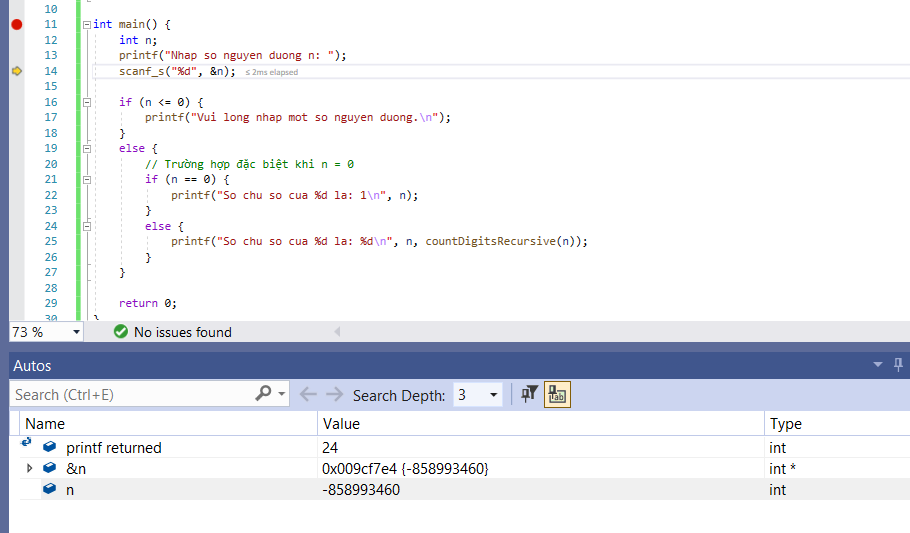 10
11 int main() {
12 int n;
13 printf("Nhap so nguyen duong n: ");
14 scanf_s("%d", &n); ≤ 2ms elapsed
15
16 if (n <= 0) {
17 printf("Vui long nhap mot so nguyen duong.\n");
18 }
19 else {
20 // Trường hợp đặc biệt khi n = 0
21 if (n == 0) {
22 printf("So chu so cua %d la: 1\n", n);
23 }
24 else {
25 printf("So chu so cua %d la: %d\n", n, countDigitsRecursive(n));
26 }
27 }
28
29 return 0;
30 }
73 % No issues found
Autos
Search (Ctrl+E) Search Depth: 3
Name Value Type
printf returned 24 int
&n 0x009cf7e4 {-858993460} int *
n -858993460 int